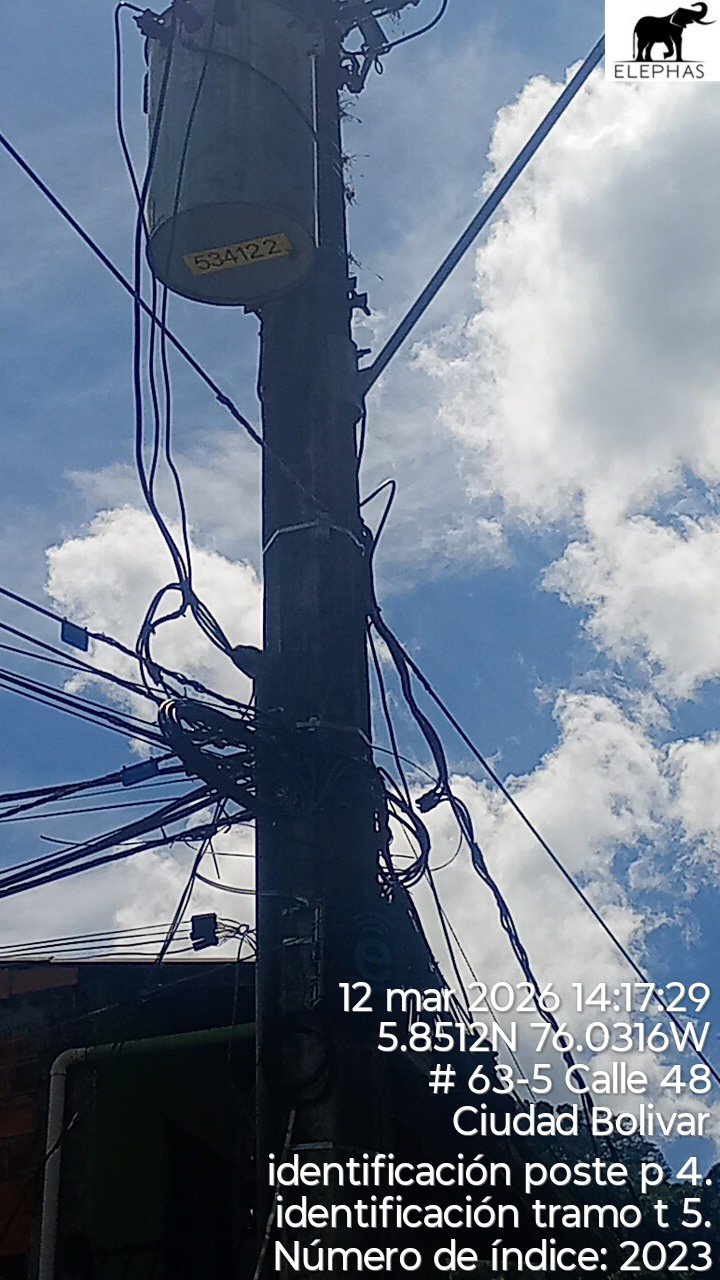 ELEPHAS
534122
12 mar 2026 14:17:29
5.8512N 76.0316W
# 63-5 Calle 48
Ciudad Bolivar
identificación poste p 4.
identificación tramo t 5.
Número de índice: 2023